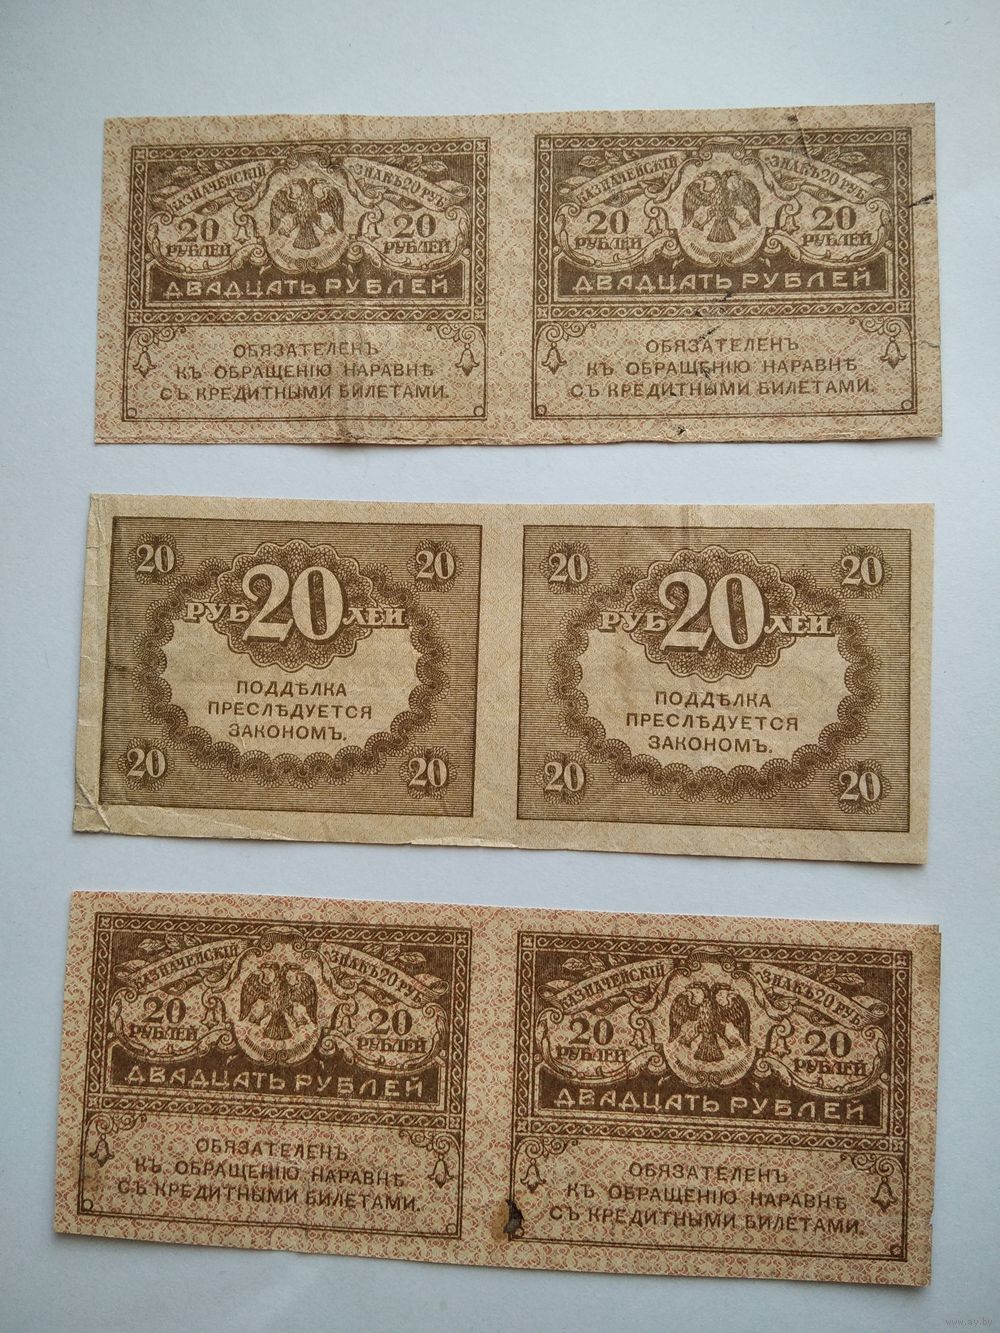 КАЗНАЧЕЙСКІЙ ЗНАКЪ 20 РУБ.
20 РУБЛЕЙ 20 РУБЛЕЙ
ДВАДЦАТЬ РУБЛЕЙ
ОБЯЗАТЕЛЕНЪ
КЪ ОБРАЩЕНІЮ НАРАВНѢ
СЪ КРЕДИТНЫМИ БИЛЕТАМИ.
КАЗНАЧЕЙСКІЙ ЗНАКЪ 20 РУБ.
20 РУБЛЕЙ 20 РУБЛЕЙ
ДВАДЦАТЬ РУБЛЕЙ
ОБЯЗАТЕЛЕНЪ
КЪ ОБРАЩЕНІЮ НАРАВНѢ
СЪ КРЕДИТНЫМИ БИЛЕТАМИ.
20 20
РУБ 20 ЛЕЙ
ПОДДѢЛКА
ПРЕСЛѢДУЕТСЯ
ЗАКОНОМЪ.
20 20
20 20
РУБ 20 ЛЕЙ
ПОДДѢЛКА
ПРЕСЛѢДУЕТСЯ
ЗАКОНОМЪ.
20 20
КАЗНАЧЕЙСКІЙ ЗНАКЪ 20 РУБ.
20 РУБЛЕЙ 20 РУБЛЕЙ
ДВАДЦАТЬ РУБЛЕЙ
ОБЯЗАТЕЛЕНЪ
КЪ ОБРАЩЕНІЮ НАРАВНѢ
СЪ КРЕДИТНЫМИ БИЛЕТАМИ.
КАЗНАЧЕЙСКІЙ ЗНАКЪ 20 РУБ.
20 РУБЛЕЙ 20 РУБЛЕЙ
ДВАДЦАТЬ РУБЛЕЙ
ОБЯЗАТЕЛЕНЪ
КЪ ОБРАЩЕНІЮ НАРАВНѢ
СЪ КРЕДИТНЫМИ БИЛЕТАМИ.
www.ay.by